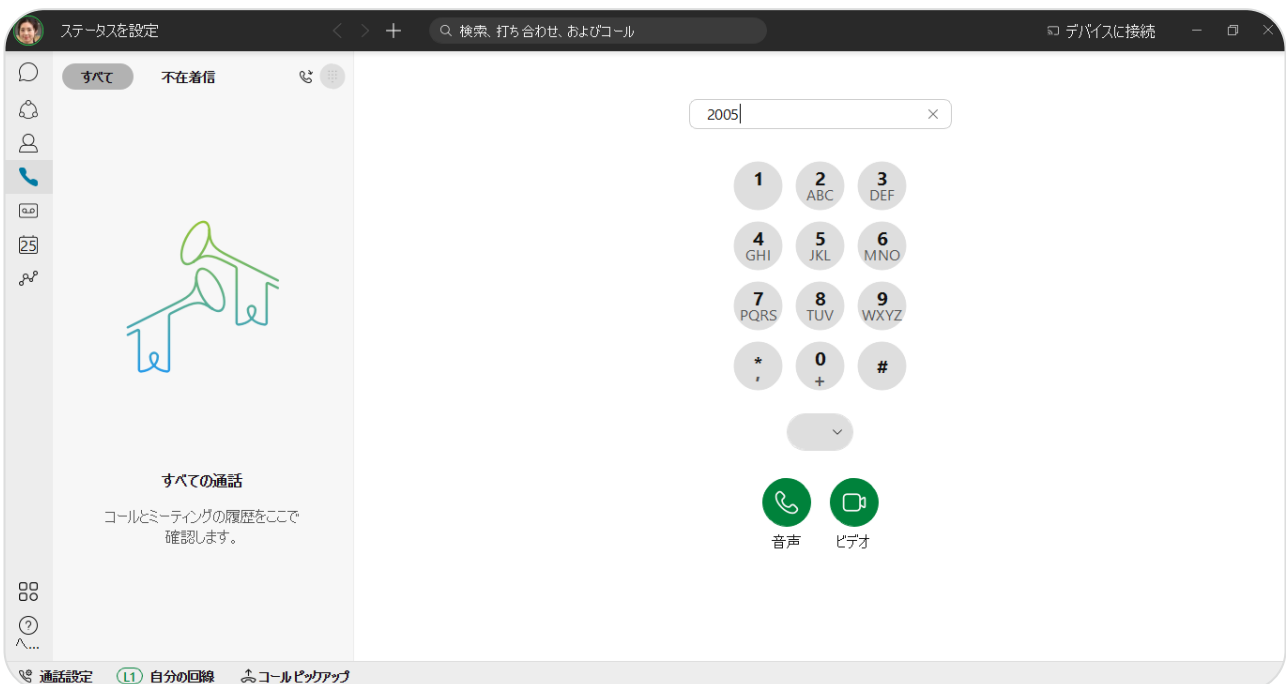 ステータスを設定
検索、打ち合わせ、およびコール
デバイスに接続
すべて
不在着信
25
すべての通話
コールとミーティングの履歴をここで
確認します。
2005
1
2
ABC
3
DEF
4
GHI
5
JKL
6
MNO
7
PQRS
8
TUV
9
WXYZ
*
,
0
+
#
音声
ビデオ
ヘ...
通話設定
L1 自分の回線
コールピックアップ